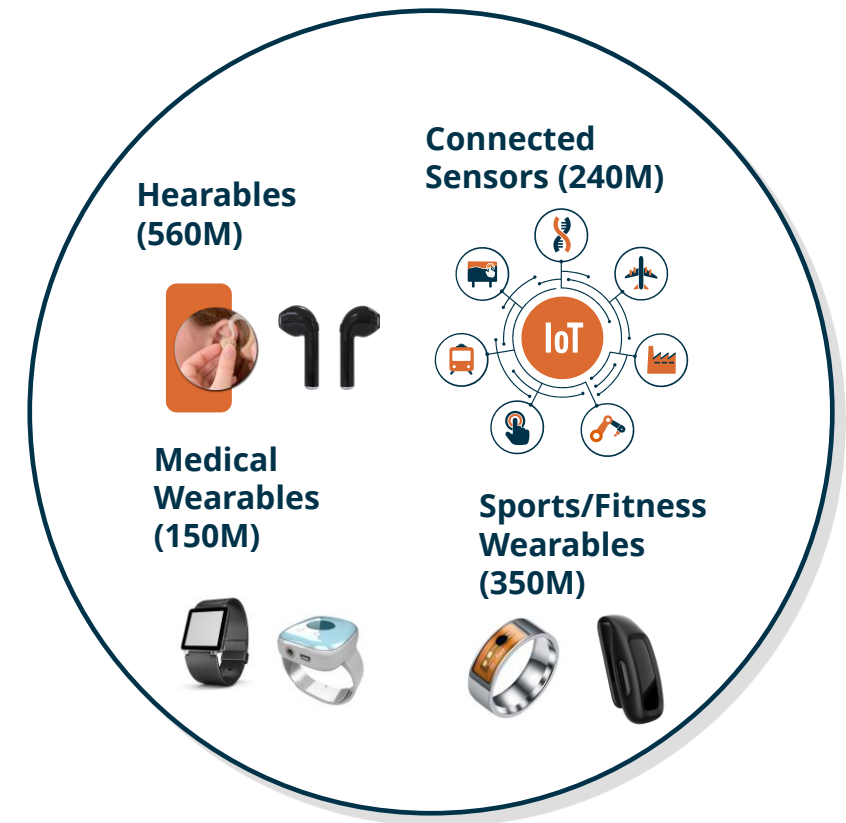 Hearables
(560M)
Connected
Sensors (240M)
IoT
Medical
Wearables
(150M)
Sports/Fitness
Wearables
(350M)